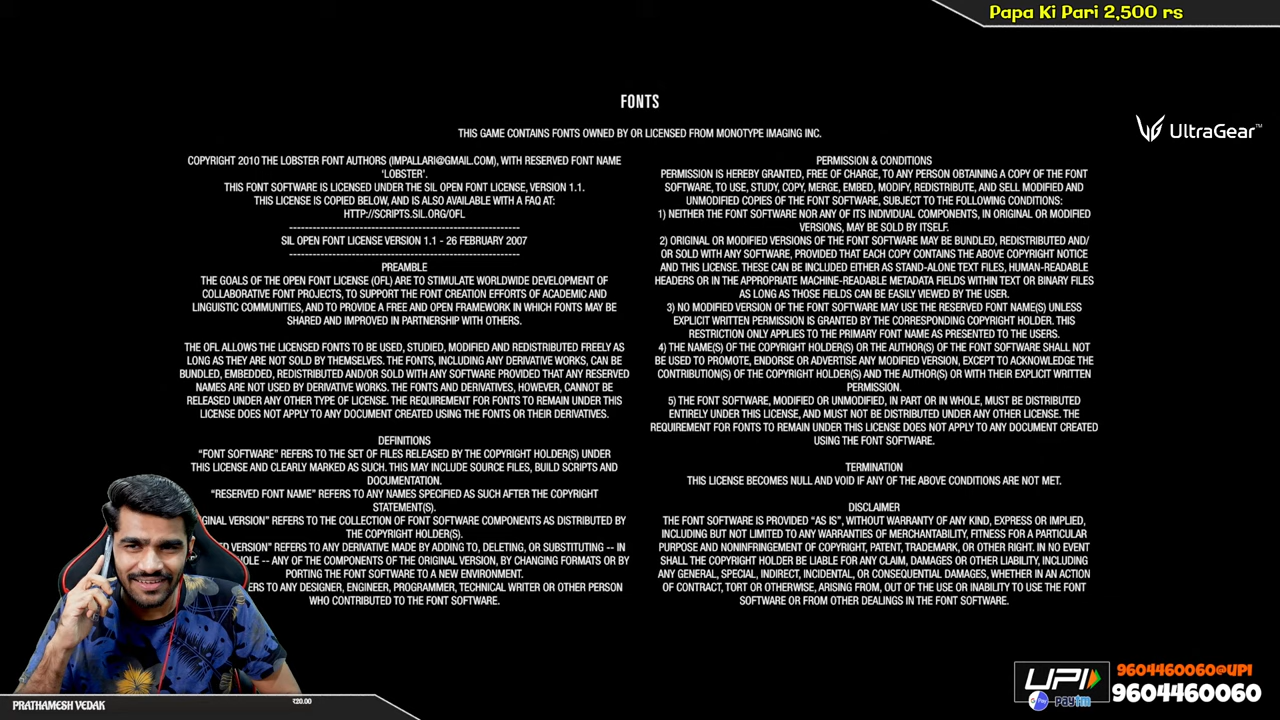 Papa Ki Pari 2,500 rs
UltraGear™
FONTS
THIS GAME CONTAINS FONTS OWNED BY OR LICENSED FROM MONOTYPE IMAGING INC.
COPYRIGHT 2010 THE LOBSTER FONT AUTHORS (IMPALLARI@GMAIL.COM), WITH RESERVED FONT NAME
'LOBSTER'.
THIS FONT SOFTWARE IS LICENSED UNDER THE SIL OPEN FONT LICENSE, VERSION 1.1.
THIS LICENSE IS COPIED BELOW, AND IS ALSO AVAILABLE WITH A FAQ AT:
HTTP://SCRIPTS.SIL.ORG/OFL
-----------------------------------------------------------
SIL OPEN FONT LICENSE VERSION 1.1 - 26 FEBRUARY 2007
-----------------------------------------------------------
PREAMBLE
THE GOALS OF THE OPEN FONT LICENSE (OFL) ARE TO STIMULATE WORLDWIDE DEVELOPMENT OF
COLLABORATIVE FONT PROJECTS, TO SUPPORT THE FONT CREATION EFFORTS OF ACADEMIC AND
LINGUISTIC COMMUNITIES, AND TO PROVIDE A FREE AND OPEN FRAMEWORK IN WHICH FONTS MAY BE
SHARED AND IMPROVED IN PARTNERSHIP WITH OTHERS.
THE OFL ALLOWS THE LICENSED FONTS TO BE USED, STUDIED, MODIFIED AND REDISTRIBUTED FREELY AS
LONG AS THEY ARE NOT SOLD BY THEMSELVES. THE FONTS, INCLUDING ANY DERIVATIVE WORKS, CAN BE
BUNDLED, EMBEDDED, REDISTRIBUTED AND/OR SOLD WITH ANY SOFTWARE PROVIDED THAT ANY RESERVED
NAMES ARE NOT USED BY DERIVATIVE WORKS. THE FONTS AND DERIVATIVES, HOWEVER, CANNOT BE
RELEASED UNDER ANY OTHER TYPE OF LICENSE. THE REQUIREMENT FOR FONTS TO REMAIN UNDER THIS
LICENSE DOES NOT APPLY TO ANY DOCUMENT CREATED USING THE FONTS OR THEIR DERIVATIVES.
DEFINITIONS
"FONT SOFTWARE" REFERS TO THE SET OF FILES RELEASED BY THE COPYRIGHT HOLDER(S) UNDER
THIS LICENSE AND CLEARLY MARKED AS SUCH. THIS MAY INCLUDE SOURCE FILES, BUILD SCRIPTS AND
DOCUMENTATION.
"RESERVED FONT NAME" REFERS TO ANY NAMES SPECIFIED AS SUCH AFTER THE COPYRIGHT
STATEMENT(S).
GINAL VERSION" REFERS TO THE COLLECTION OF FONT SOFTWARE COMPONENTS AS DISTRIBUTED BY
THE COPYRIGHT HOLDER(S).
ED VERSION" REFERS TO ANY DERIVATIVE MADE BY ADDING TO, DELETING, OR SUBSTITUTING -- IN
HOLE -- ANY OF THE COMPONENTS OF THE ORIGINAL VERSION, BY CHANGING FORMATS OR BY
PORTING THE FONT SOFTWARE TO A NEW ENVIRONMENT.
ERS TO ANY DESIGNER, ENGINEER, PROGRAMMER, TECHNICAL WRITER OR OTHER PERSON
WHO CONTRIBUTED TO THE FONT SOFTWARE.
PERMISSION & CONDITIONS
PERMISSION IS HEREBY GRANTED, FREE OF CHARGE, TO ANY PERSON OBTAINING A COPY OF THE FONT
SOFTWARE, TO USE, STUDY, COPY, MERGE, EMBED, MODIFY, REDISTRIBUTE, AND SELL MODIFIED AND
UNMODIFIED COPIES OF THE FONT SOFTWARE, SUBJECT TO THE FOLLOWING CONDITIONS:
1) NEITHER THE FONT SOFTWARE NOR ANY OF ITS INDIVIDUAL COMPONENTS, IN ORIGINAL OR MODIFIED
VERSIONS, MAY BE SOLD BY ITSELF.
2) ORIGINAL OR MODIFIED VERSIONS OF THE FONT SOFTWARE MAY BE BUNDLED, REDISTRIBUTED AND/
OR SOLD WITH ANY SOFTWARE, PROVIDED THAT EACH COPY CONTAINS THE ABOVE COPYRIGHT NOTICE
AND THIS LICENSE. THESE CAN BE INCLUDED EITHER AS STAND-ALONE TEXT FILES, HUMAN-READABLE
HEADERS OR IN THE APPROPRIATE MACHINE-READABLE METADATA FIELDS WITHIN TEXT OR BINARY FILES
AS LONG AS THOSE FIELDS CAN BE EASILY VIEWED BY THE USER.
3) NO MODIFIED VERSION OF THE FONT SOFTWARE MAY USE THE RESERVED FONT NAME(S) UNLESS
EXPLICIT WRITTEN PERMISSION IS GRANTED BY THE CORRESPONDING COPYRIGHT HOLDER. THIS
RESTRICTION ONLY APPLIES TO THE PRIMARY FONT NAME AS PRESENTED TO THE USERS.
4) THE NAME(S) OF THE COPYRIGHT HOLDER(S) OR THE AUTHOR(S) OF THE FONT SOFTWARE SHALL NOT
BE USED TO PROMOTE, ENDORSE OR ADVERTISE ANY MODIFIED VERSION, EXCEPT TO ACKNOWLEDGE THE
CONTRIBUTION(S) OF THE COPYRIGHT HOLDER(S) AND THE AUTHOR(S) OR WITH THEIR EXPLICIT WRITTEN
PERMISSION.
5) THE FONT SOFTWARE, MODIFIED OR UNMODIFIED, IN PART OR IN WHOLE, MUST BE DISTRIBUTED
ENTIRELY UNDER THIS LICENSE, AND MUST NOT BE DISTRIBUTED UNDER ANY OTHER LICENSE. THE
REQUIREMENT FOR FONTS TO REMAIN UNDER THIS LICENSE DOES NOT APPLY TO ANY DOCUMENT CREATED
USING THE FONT SOFTWARE.
TERMINATION
THIS LICENSE BECOMES NULL AND VOID IF ANY OF THE ABOVE CONDITIONS ARE NOT MET.
DISCLAIMER
THE FONT SOFTWARE IS PROVIDED "AS IS", WITHOUT WARRANTY OF ANY KIND, EXPRESS OR IMPLIED,
INCLUDING BUT NOT LIMITED TO ANY WARRANTIES OF MERCHANTABILITY, FITNESS FOR A PARTICULAR
PURPOSE AND NONINFRINGEMENT OF COPYRIGHT, PATENT, TRADEMARK, OR OTHER RIGHT. IN NO EVENT
SHALL THE COPYRIGHT HOLDER BE LIABLE FOR ANY CLAIM, DAMAGES OR OTHER LIABILITY, INCLUDING
ANY GENERAL, SPECIAL, INDIRECT, INCIDENTAL, OR CONSEQUENTIAL DAMAGES, WHETHER IN AN ACTION
OF CONTRACT, TORT OR OTHERWISE, ARISING FROM, OUT OF THE USE OR INABILITY TO USE THE FONT
SOFTWARE OR FROM OTHER DEALINGS IN THE FONT SOFTWARE.
PRATHAMESH VEDAK
₹20.00
UPI
Pay paytm
9604460060@UPI
9604460060